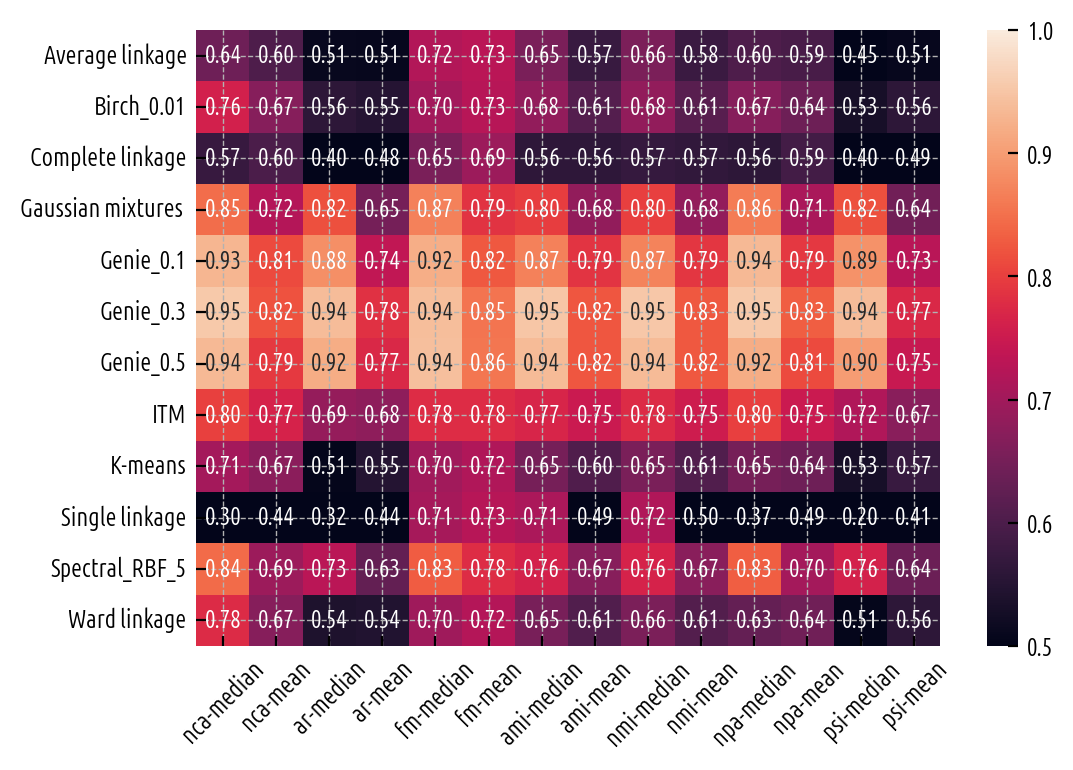 Average linkage 0.64 0.60 0.51 0.51 0.72 0.73 0.65 0.57 0.66 0.58 0.60 0.59 0.45 0.51
Birch_0.01 0.76 0.67 0.56 0.55 0.70 0.73 0.68 0.61 0.68 0.61 0.67 0.64 0.53 0.56
Complete linkage 0.57 0.60 0.40 0.48 0.65 0.69 0.56 0.56 0.57 0.57 0.56 0.59 0.40 0.49
Gaussian mixtures 0.85 0.72 0.82 0.65 0.87 0.79 0.80 0.68 0.80 0.68 0.86 0.71 0.82 0.64
Genie_0.1 0.93 0.81 0.88 0.74 0.92 0.82 0.87 0.79 0.87 0.79 0.94 0.79 0.89 0.73
Genie_0.3 0.95 0.82 0.94 0.78 0.94 0.85 0.95 0.82 0.95 0.83 0.95 0.83 0.94 0.77
Genie_0.5 0.94 0.79 0.92 0.77 0.94 0.86 0.94 0.82 0.94 0.82 0.92 0.81 0.90 0.75
ITM 0.80 0.77 0.69 0.68 0.78 0.78 0.77 0.75 0.78 0.75 0.80 0.75 0.72 0.67
K-means 0.71 0.67 0.51 0.55 0.70 0.72 0.65 0.60 0.65 0.61 0.65 0.64 0.53 0.57
Single linkage 0.30 0.44 0.32 0.44 0.71 0.73 0.71 0.49 0.72 0.50 0.37 0.49 0.20 0.41
Spectral_RBF_5 0.84 0.69 0.73 0.63 0.83 0.78 0.76 0.67 0.76 0.67 0.83 0.70 0.76 0.64
Ward linkage 0.78 0.67 0.54 0.54 0.70 0.72 0.65 0.61 0.66 0.61 0.63 0.64 0.51 0.56
nca-median
nca-mean
ar-median
ar-mean
fm-median
fm-mean
ami-median
ami-mean
nmi-median
nmi-mean
npa-median
npa-mean
psi-median
psi-mean
1.0
0.9
0.8
0.7
0.6
0.5